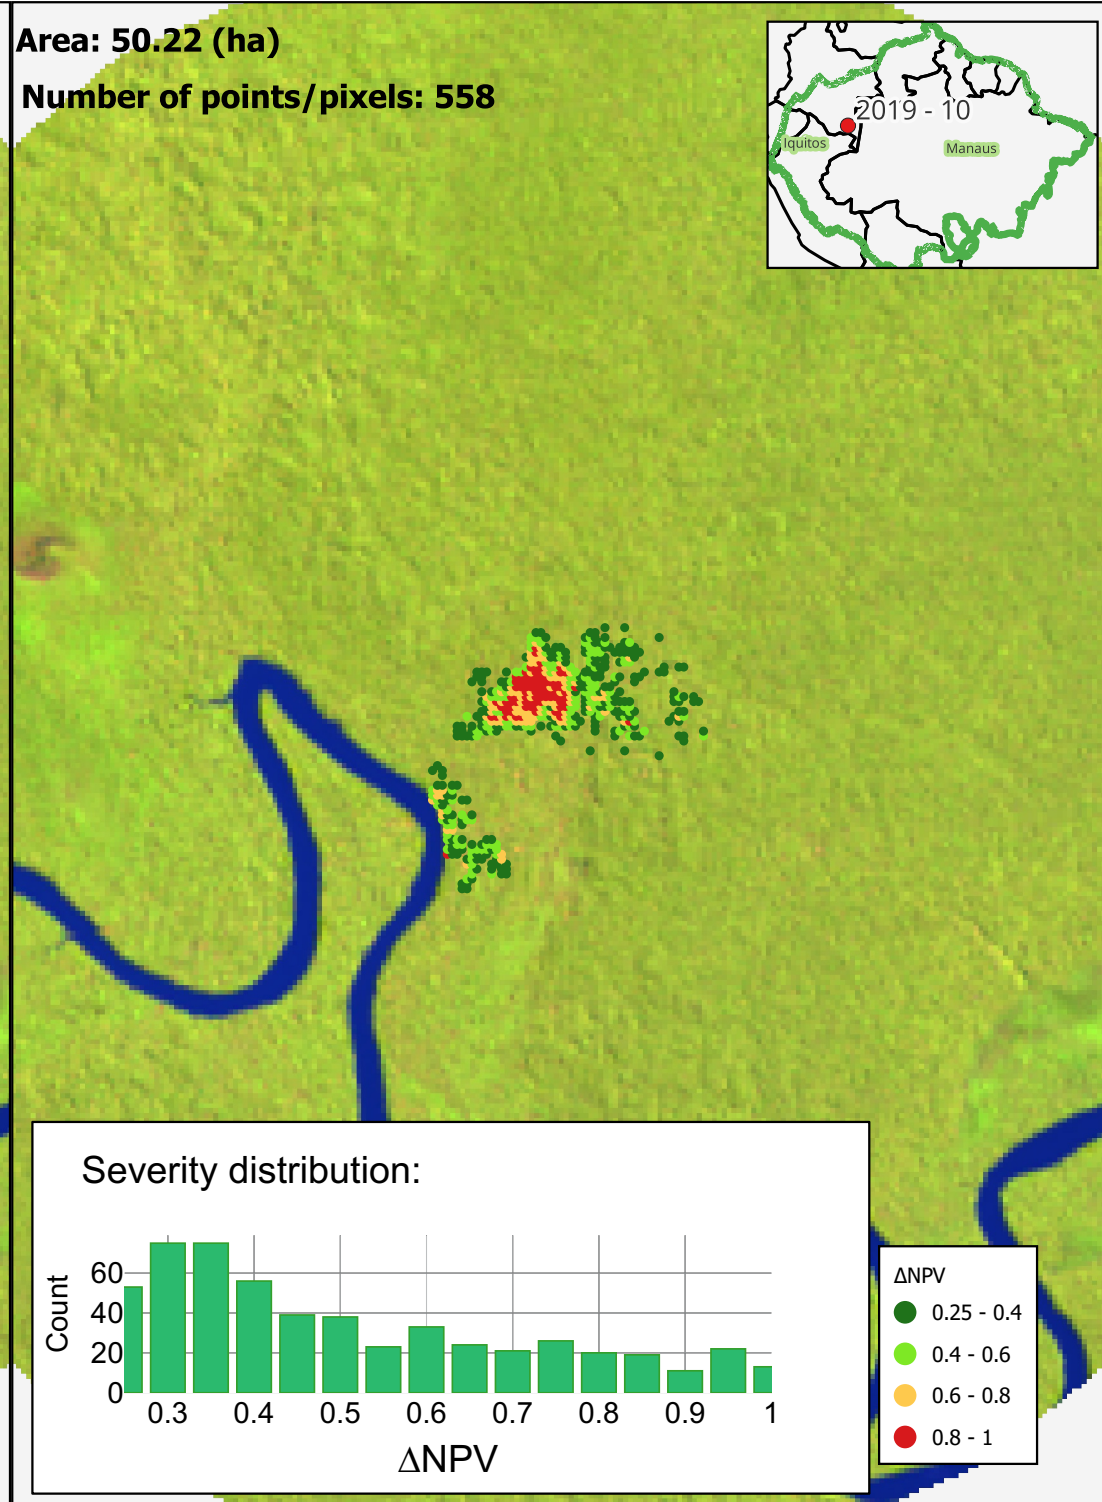 Area: 50.22 (ha)
Number of points/pixels: 558
2019 - 10
Iquitos
Manaus
Severity distribution:
Count
60
40
20
0
0.3 0.4 0.5 0.6 0.7 0.8 0.9 1
ΔNPV
ΔNPV
0.25 - 0.4
0.4 - 0.6
0.6 - 0.8
0.8 - 1